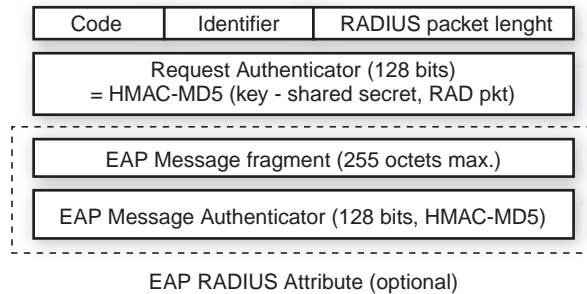 Code Identifier RADIUS packet lenght
Request Authenticator (128 bits)
= HMAC-MD5 (key - shared secret, RAD pkt)
EAP Message fragment (255 octets max.)
EAP Message Authenticator (128 bits, HMAC-MD5)
EAP RADIUS Attribute (optional)